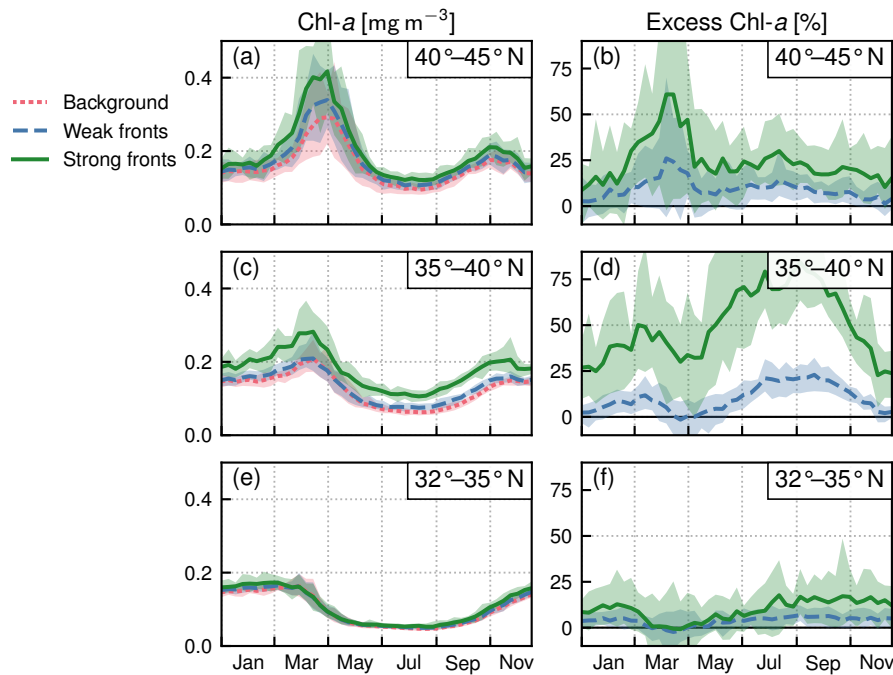 Chl-a [mg m⁻³]
Excess Chl-a [%]
Background
Weak fronts
Strong fronts
(a)
40°–45° N
0.4
0.2
0.0
(b)
40°–45° N
75
50
25
0
(c)
35°–40° N
0.4
0.2
0.0
(d)
35°–40° N
75
50
25
0
(e)
32°–35° N
0.4
0.2
0.0
(f)
32°–35° N
75
50
25
0
Jan Mar May Jul Sep Nov
Jan Mar May Jul Sep Nov